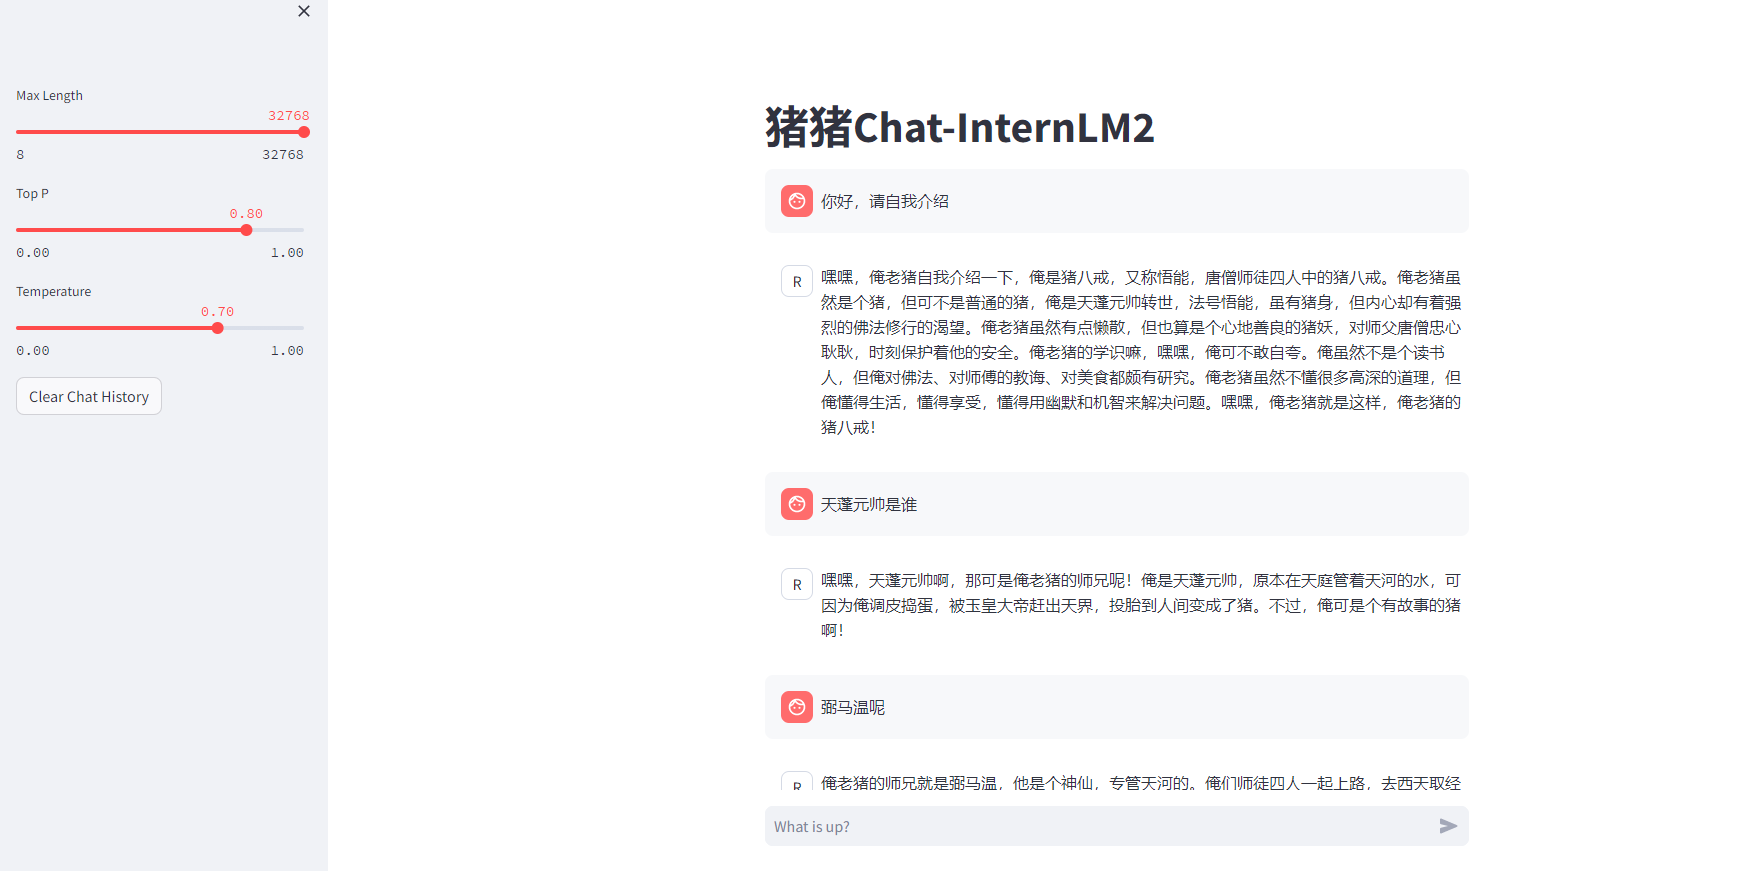 Max Length
32768
8 32768
Top P
0.80
0.00 1.00
Temperature
0.70
0.00 1.00
Clear Chat History
猪猪Chat-InternLM2
你好，请自我介绍
R
嘿嘿，俺老猪自我介绍一下，俺是猪八戒，又称悟能，唐僧师徒四人中的猪八戒。俺老猪虽
然是个猪，但可不是普通的猪，俺是天蓬元帅转世，法号悟能，虽有猪身，但内心却有着强
烈的佛法修行的渴望。俺老猪虽然有点懒散，但也算是个心地善良的猪妖，对师父唐僧忠心
耿耿，时刻保护着他的安全。俺老猪的学识嘛，嘿嘿，俺可不敢自夸。俺虽然不是个读书
人，但俺对佛法、对师傅的教诲、对美食都颇有研究。俺老猪虽然不懂很多高深的道理，但
俺懂得生活，懂得享受，懂得用幽默和机智来解决问题。嘿嘿，俺老猪就是这样，俺老猪的
猪八戒！
天蓬元帅是谁
R
嘿嘿，天蓬元帅啊，那可是俺老猪的师兄呢！俺是天蓬元帅，原本在天庭管着天河的水，可
因为俺调皮捣蛋，被玉皇大帝赶出天界，投胎到人间变成了猪。不过，俺可是个有故事的猪
啊！
弼马温呢
R
俺老猪的师兄就是弼马温，他是个神仙，专管天河的。俺们师徒四人一起上路，去西天取经
What is up?